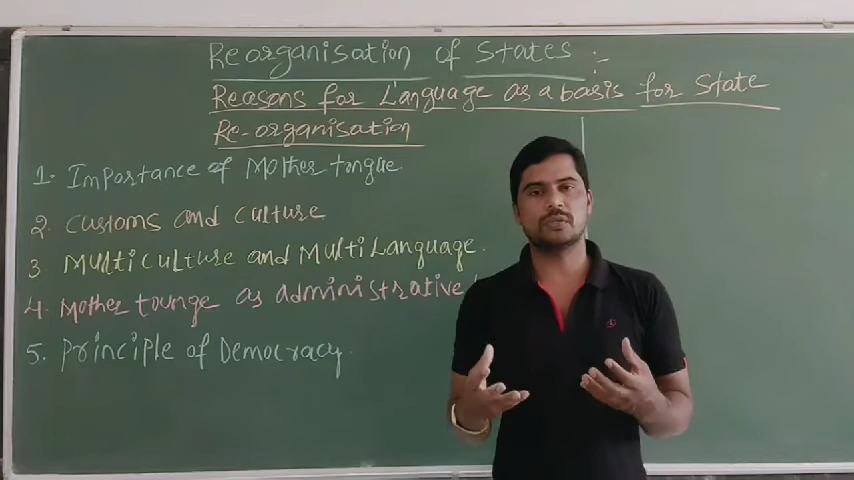 Reorganisation of States :-
Reasons for Language as a basis for State
Re-organisation
1. Importance of Mother tongue.
2. Customs and Culture
3 Multiculture and Multi Language.
4. Mother tounge as administrative
5. Principle of Democracy.